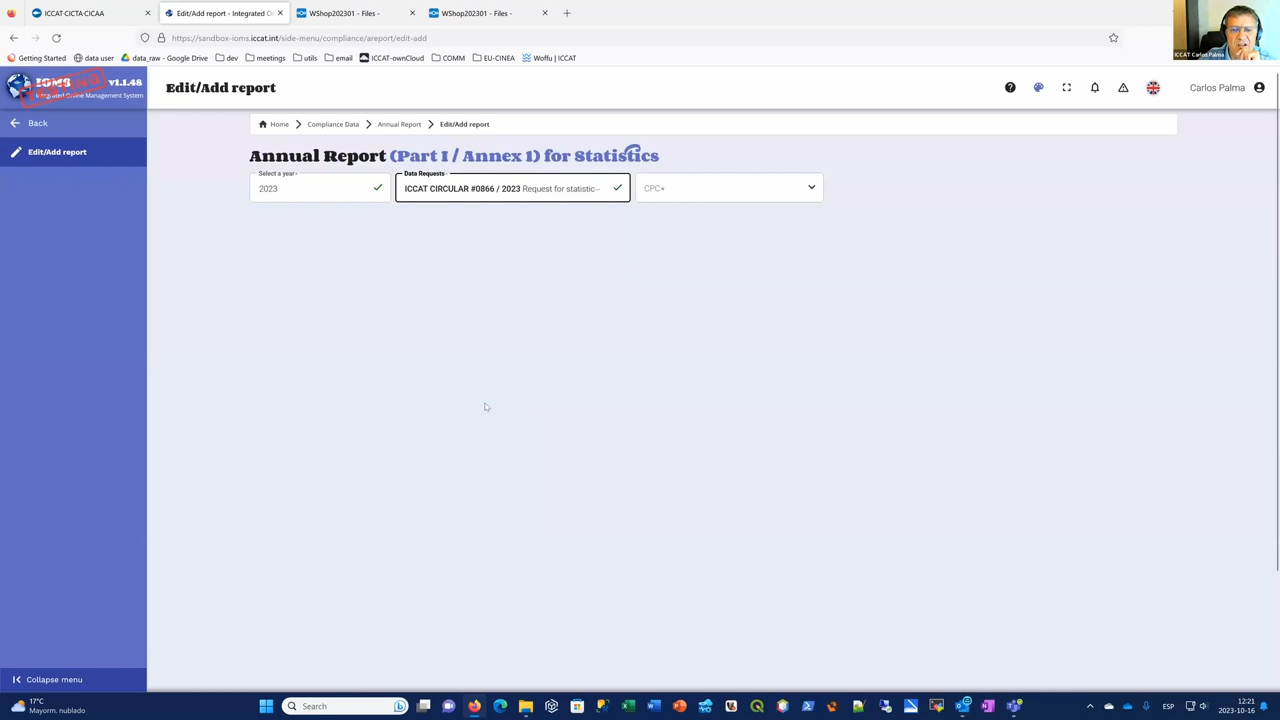 ICCAT·CICTA·CICAA
Edit/Add report - Integrated O
WShop202301 - Files -
WShop202301 - Files -
https://sandbox-ioms.iccat.int/side-menu/compliance/areport/edit-add
Getting Started
data user
data_raw - Google Drive
dev
meetings
utils
email
ICCAT-ownCloud
COMM
EU-CINEA
Woffu | ICCAT
ICCAT Carlos Palma
IOMS
v1.1.48
Integrated Online Management System
TESTING
Edit/Add report
Carlos Palma
Back
Edit/Add report
Home
Compliance Data
Annual Report
Edit/Add report
Annual Report (Part I / Annex 1) for Statistics
Select a year*
2023
Data Requests*
ICCAT CIRCULAR #0866 / 2023 Request for statistic--
CPC*
Collapse menu
17°C
Mayorm. nublado
Search
ESP
12:21
2023-10-16